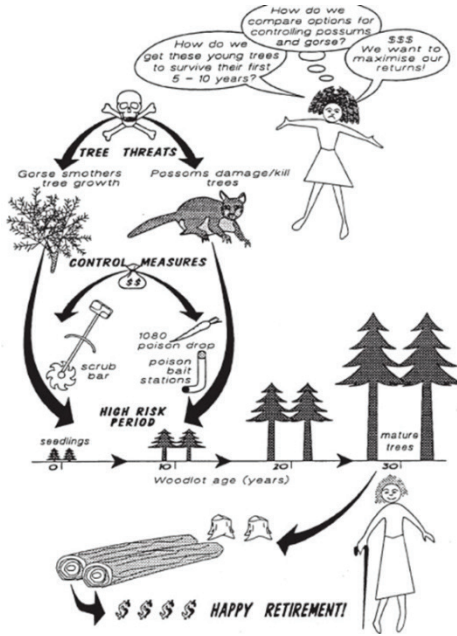 How do we
compare options for
controlling possums
and gorse?
How do we
get these young trees
to survive their first
5 - 10 years?
$$$
We want to
maximise our
returns!
TREE THREATS
Gorse smothers
tree growth
Possoms damage/kill
trees
CONTROL MEASURES
$$
scrub
bar
1080
poison drop
poison
bait
stations
HIGH RISK
PERIOD
seedlings
mature
trees
0 10 20 30
Woodlot age (years)
$ $ $ $ HAPPY RETIREMENT!